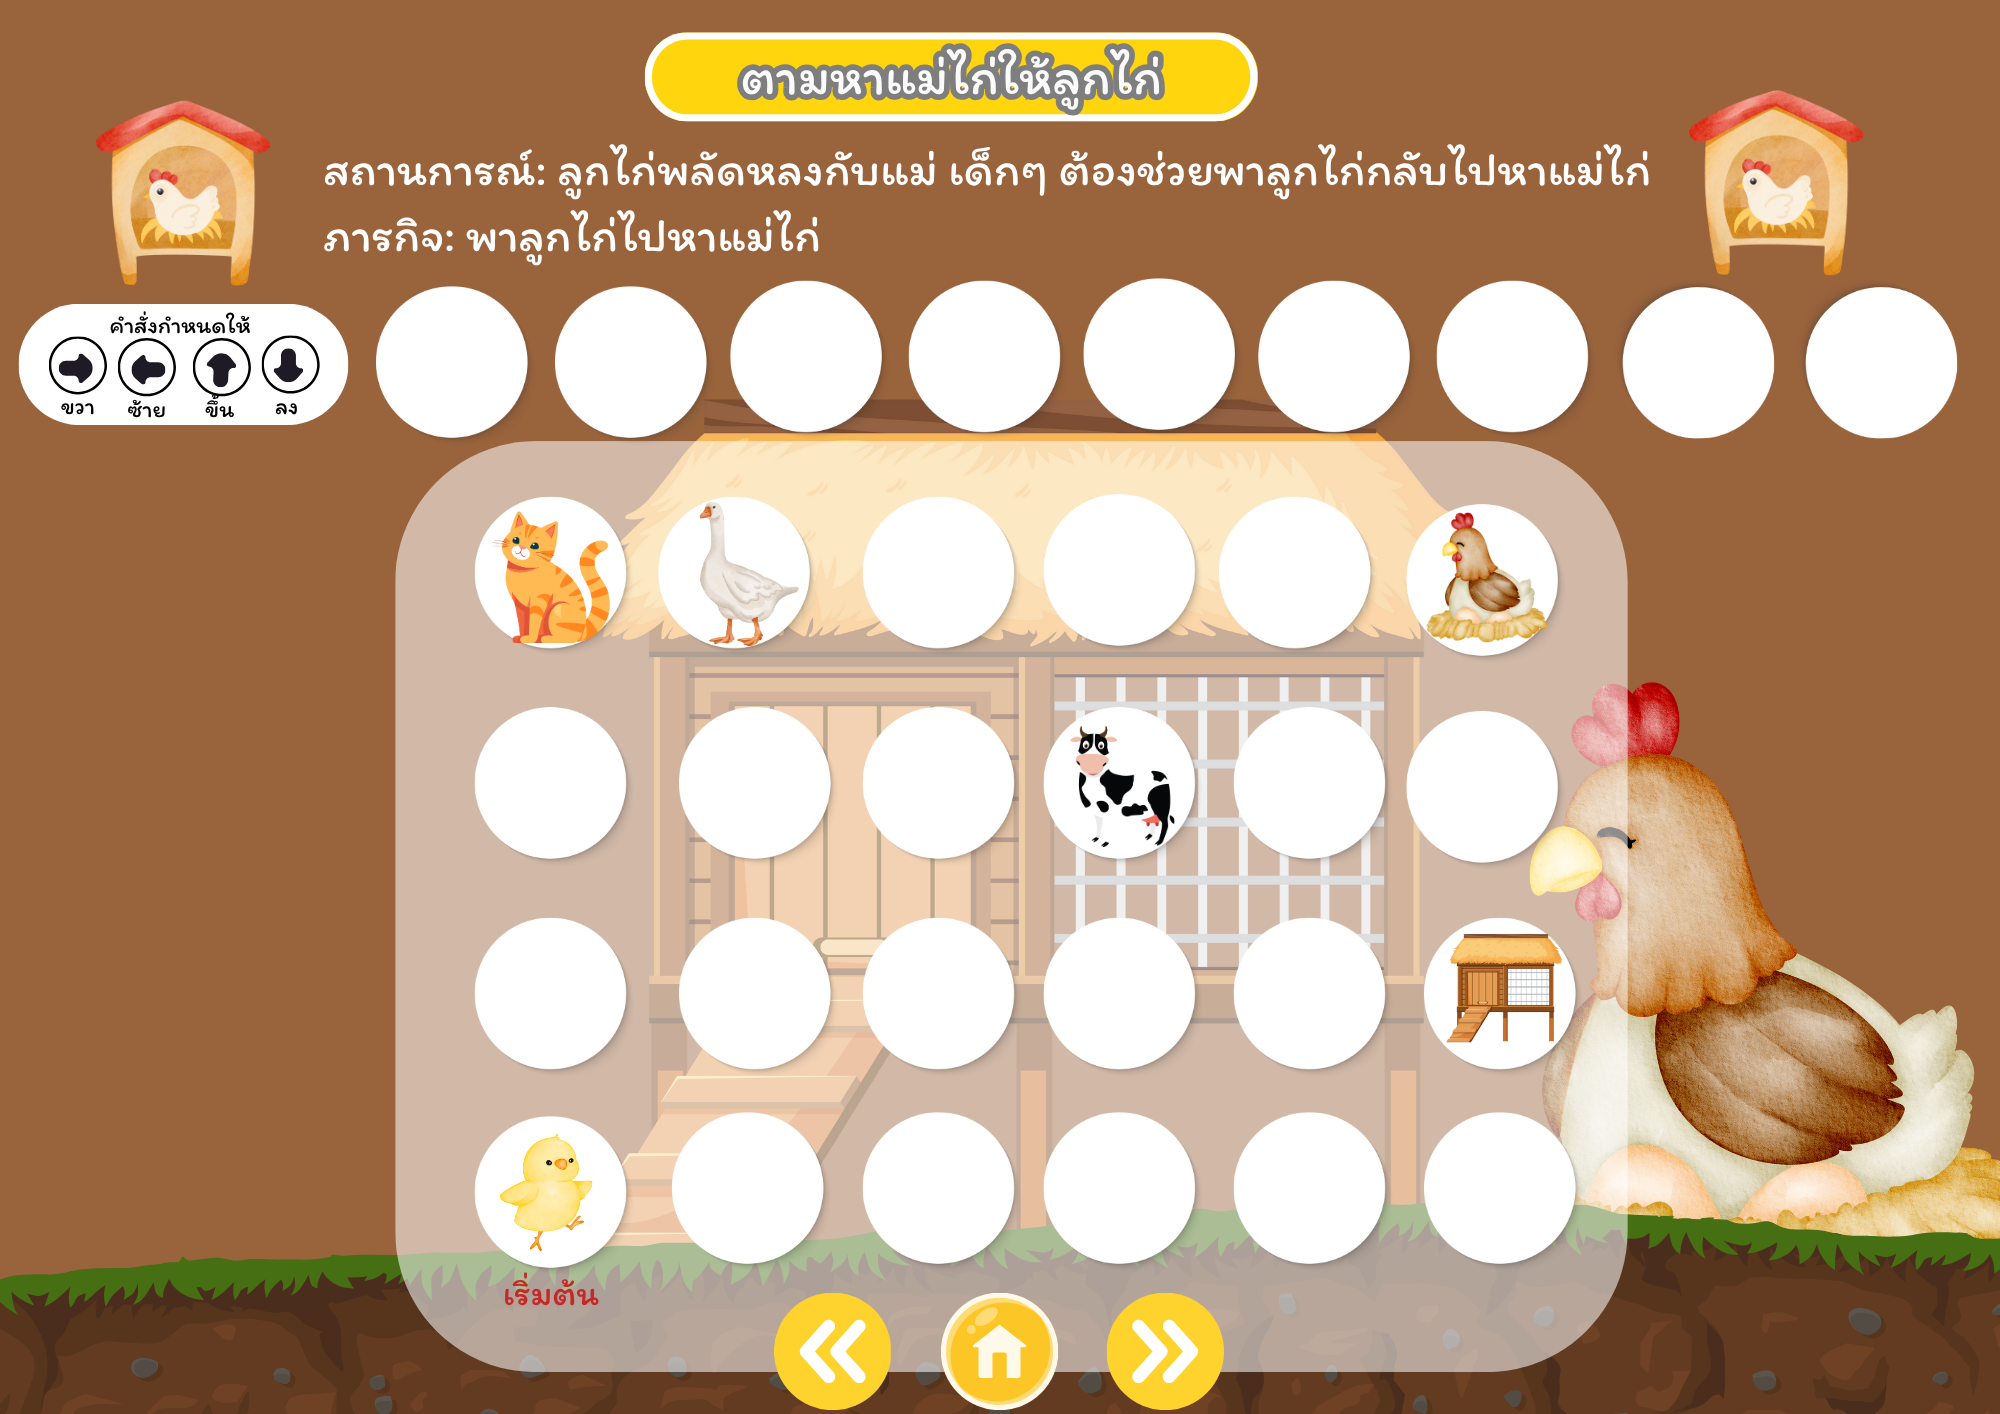 ตามหาแม่ไก่ให้ลูกไก่
สถานการณ์: ลูกไก่พลัดหลงกับแม่ เด็กๆ ต้องช่วยพาลูกไก่กลับไปหาแม่ไก่
ภารกิจ: พาลูกไก่ไปหาแม่ไก่
คำสั่งกำหนดให้
ขวา ซ้าย ขึ้น ลง
เริ่มต้น